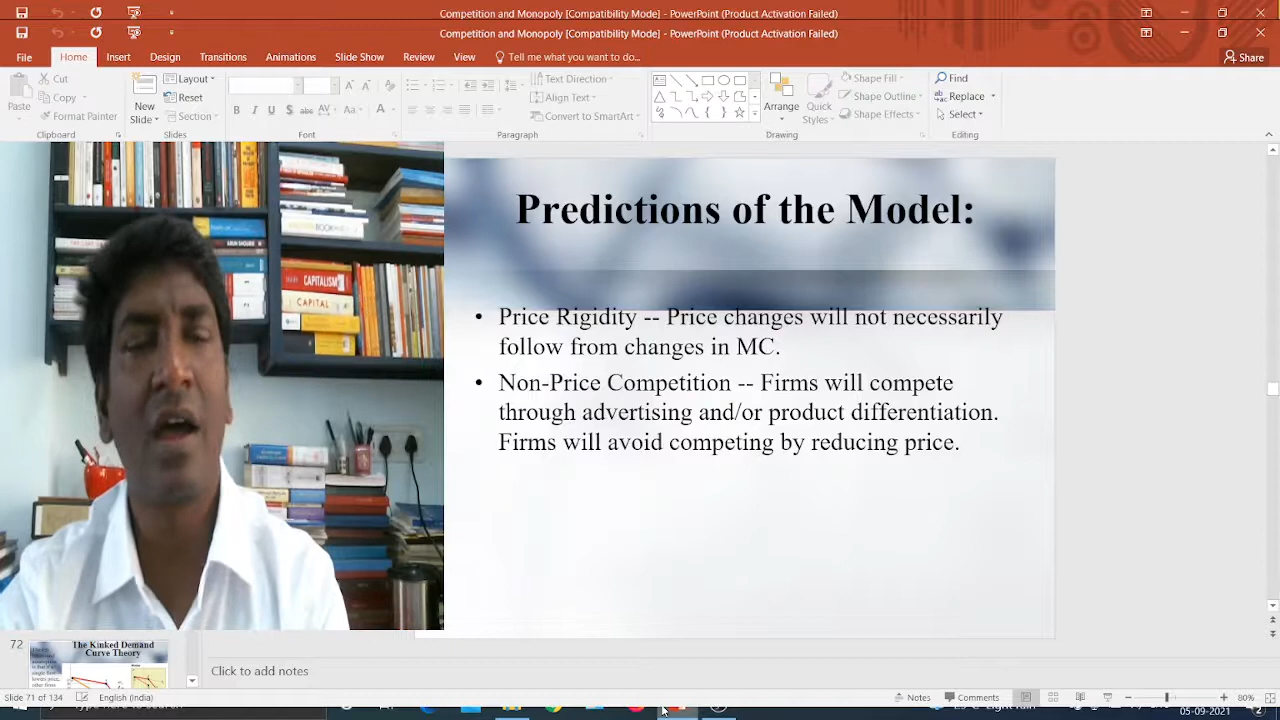 Competition and Monopoly [Compatibility Mode] - PowerPoint (Product Activation Failed)
Competition and Monopoly [Compatibility Mode] - PowerPoint (Product Activation Failed)
File Home Insert Design Transitions Animations Slide Show Review View Tell me what you want to do... Share
Paste
Cut
Copy
Format Painter
New
Slide
Layout
Reset
Section
B I U S abc AV Aa A
Text Direction
Align Text
Convert to SmartArt
Arrange
Quick
Styles
Shape Fill
Shape Outline
Shape Effects
Find
Replace
Select
Clipboard Slides Font Paragraph Drawing Editing
CAPITALISM
CAPITAL
Predictions of the Model:
• Price Rigidity -- Price changes will not necessarily
follow from changes in MC.
• Non-Price Competition -- Firms will compete
through advertising and/or product differentiation.
Firms will avoid competing by reducing price.
72
The Kinked Demand
Curve Theory
Click to add notes
Slide 71 of 134 English (India) Notes Comments 80%
05-09-2021